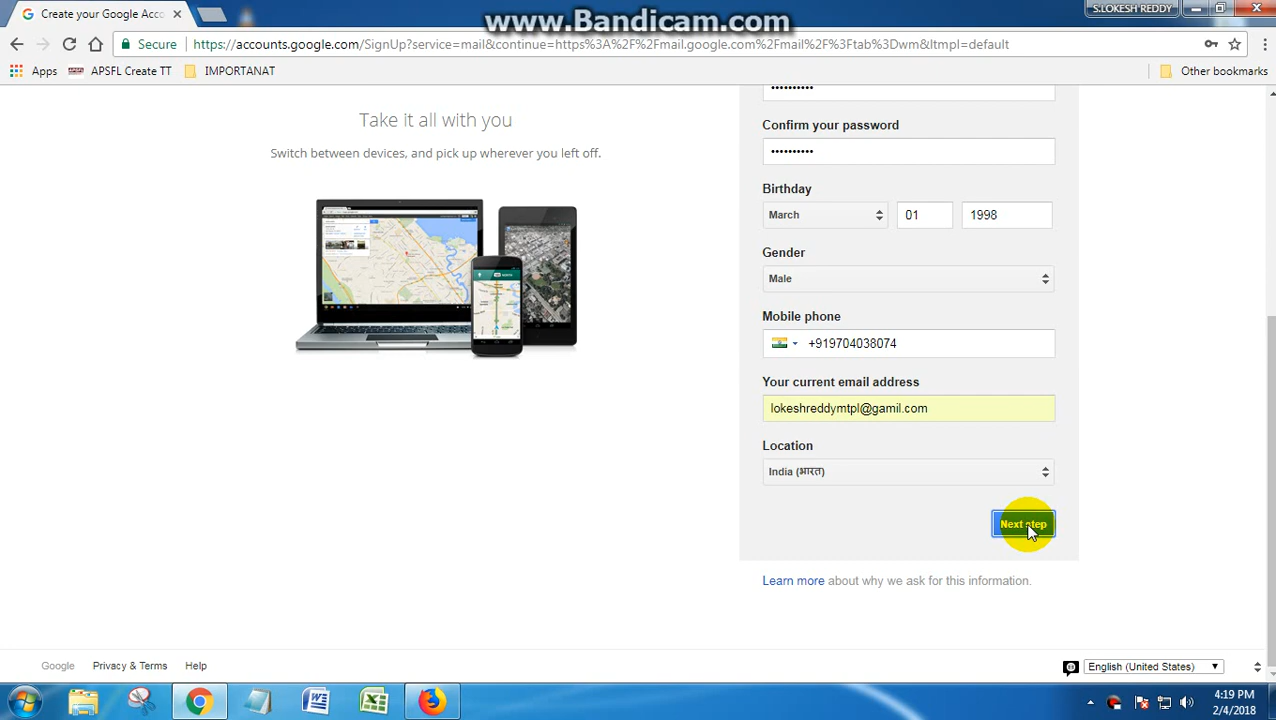 Create your Google Acco
www.Bandicam.com
S.LOKESH REDDY
Secure
https://accounts.google.com/SignUp?service=mail&continue=https%3A%2F%2Fmail.google.com%2Fmail%2F%3Ftab%3Dwm&ltmpl=default
Apps
APSFL Create TT
IMPORTANAT
Other bookmarks
Take it all with you
Switch between devices, and pick up wherever you left off.
••••••••••
Confirm your password
••••••••••
Birthday
March 01 1998
Gender
Male
Mobile phone
+919704038074
Your current email address
lokeshreddymtpl@gamil.com
Location
India (भारत)
Next step
Learn more about why we ask for this information.
Google Privacy & Terms Help
English (United States)
4:19 PM
2/4/2018